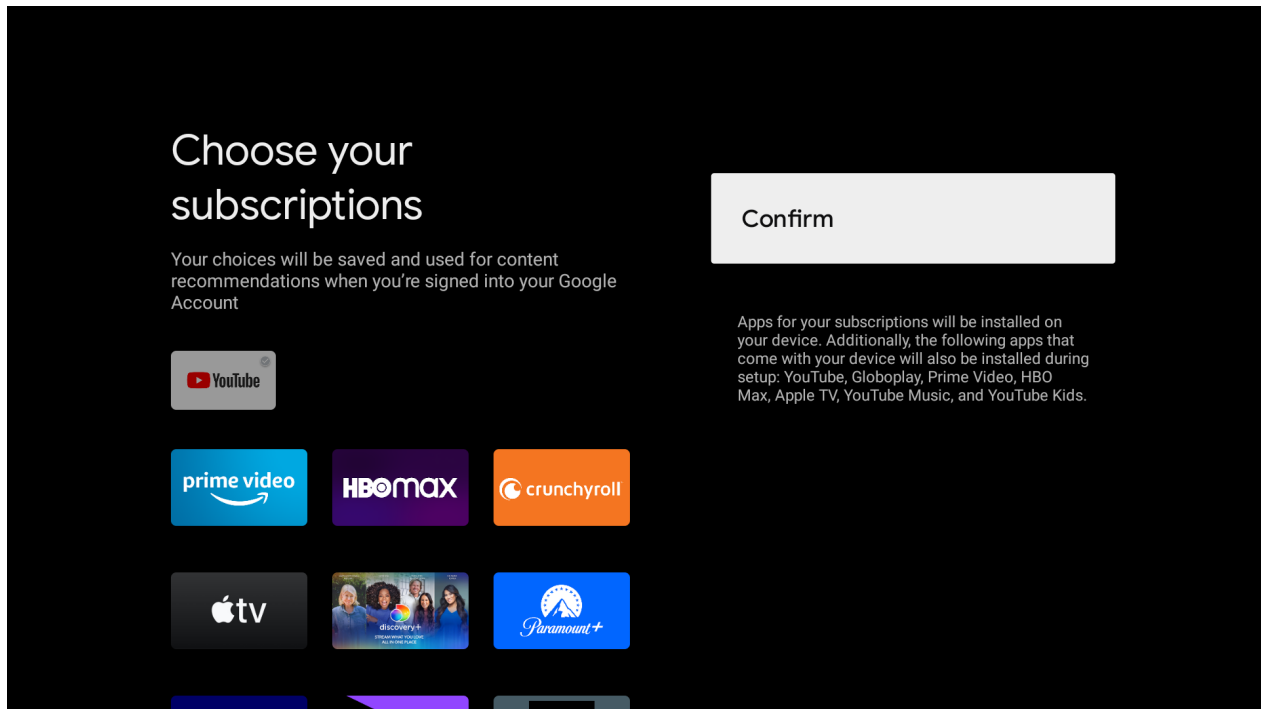 Choose your
subscriptions
Your choices will be saved and used for content
recommendations when you’re signed into your Google
Account
YouTube
prime video
HBOmax
crunchyroll
tv
discovery+
STREAM WHAT YOU LOVE
ALL IN ONE PLACE
Paramount+
Confirm
Apps for your subscriptions will be installed on
your device. Additionally, the following apps that
come with your device will also be installed during
setup: YouTube, Globoplay, Prime Video, HBO
Max, Apple TV, YouTube Music, and YouTube Kids.